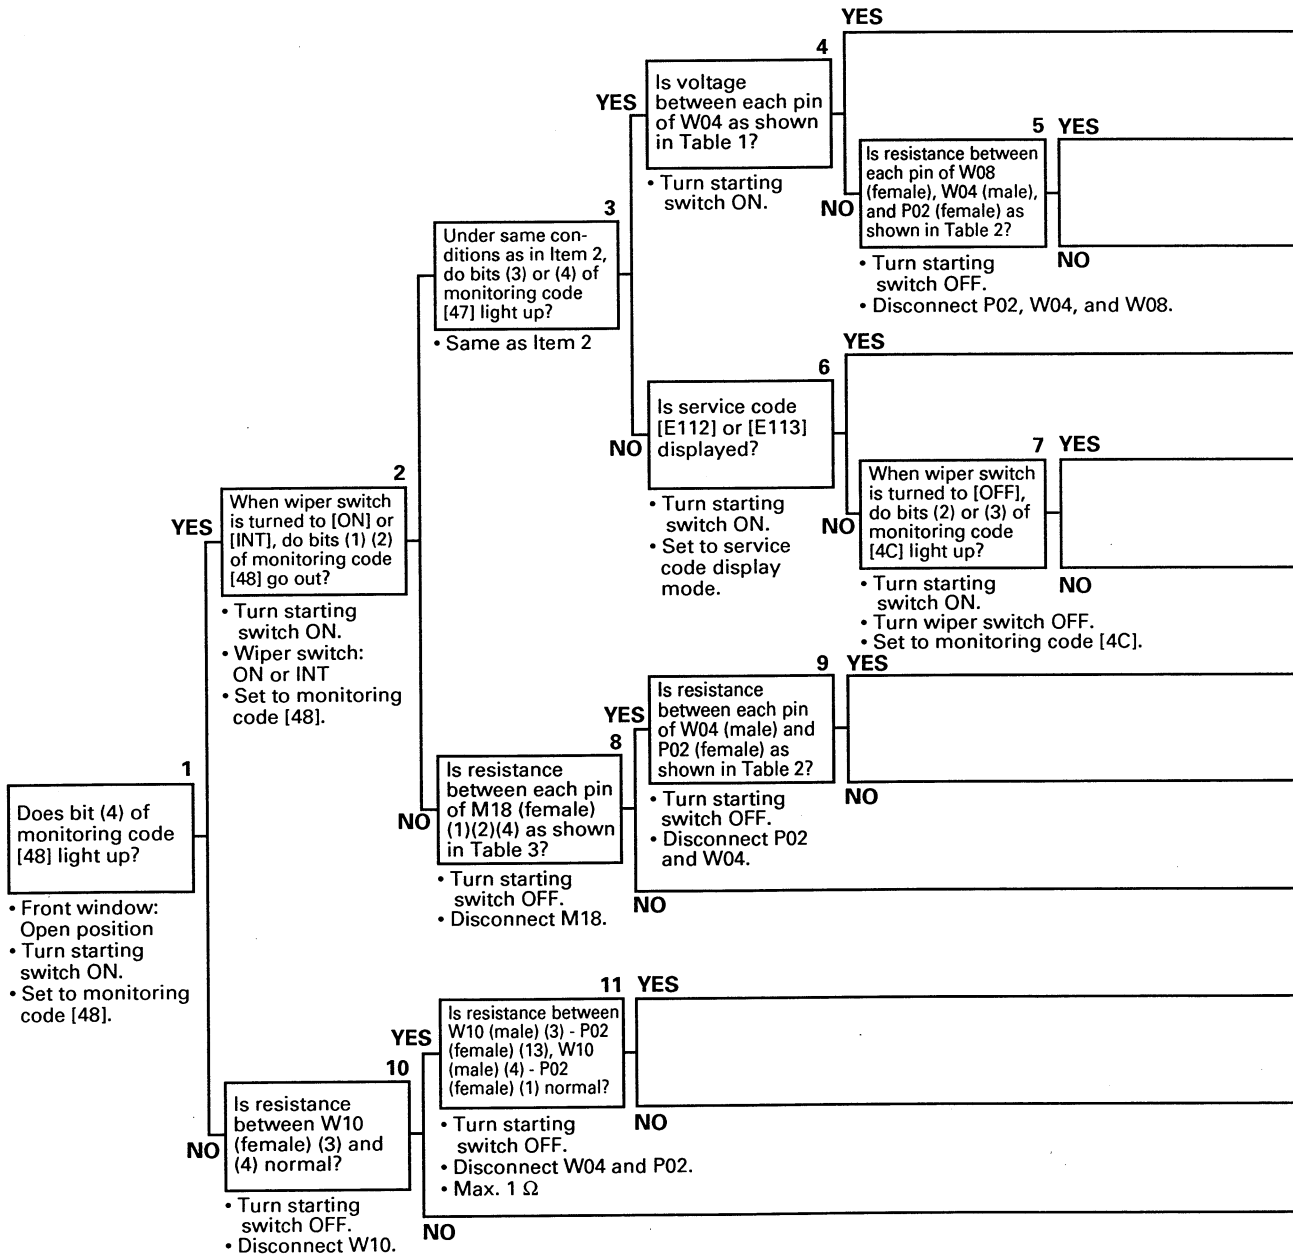 1
Does bit (4) of
monitoring code
[48] light up?
• Front window:
Open position
• Turn starting
switch ON.
• Set to monitoring
code [48].
YES
2
When wiper switch
is turned to [ON] or
[INT], do bits (1) (2)
of monitoring code
[48] go out?
• Turn starting
switch ON.
• Wiper switch:
ON or INT
• Set to monitoring
code [48].
YES
3
Under same con-
ditions as in Item 2,
do bits (3) or (4) of
monitoring code
[47] light up?
• Same as Item 2
YES
4
Is voltage
between each pin
of W04 as shown
in Table 1?
• Turn starting
switch ON.
YES
NO
5
Is resistance between
each pin of W08
(female), W04 (male),
and P02 (female) as
shown in Table 2?
• Turn starting
switch OFF.
• Disconnect P02, W04, and W08.
YES
NO
NO
6
Is service code
[E112] or [E113]
displayed?
• Turn starting
switch ON.
• Set to service
code display
mode.
YES
NO
7
When wiper switch
is turned to [OFF],
do bits (2) or (3) of
monitoring code
[4C] light up?
• Turn starting
switch ON.
• Turn wiper switch OFF.
• Set to monitoring code [4C].
YES
NO
NO
8
Is resistance
between each pin
of M18 (female)
(1)(2)(4) as shown
in Table 3?
• Turn starting
switch OFF.
• Disconnect M18.
YES
9
Is resistance
between each pin
of W04 (male) and
P02 (female) as
shown in Table 2?
• Turn starting
switch OFF.
• Disconnect P02
and W04.
YES
NO
NO
NO
10
Is resistance
between W10
(female) (3) and
(4) normal?
• Turn starting
switch OFF.
• Disconnect W10.
YES
11
Is resistance between
W10 (male) (3) - P02
(female) (13), W10
(male) (4) - P02
(female) (1) normal?
• Turn starting
switch OFF.
• Disconnect W04 and P02.
• Max. 1 Ω
YES
NO
NO